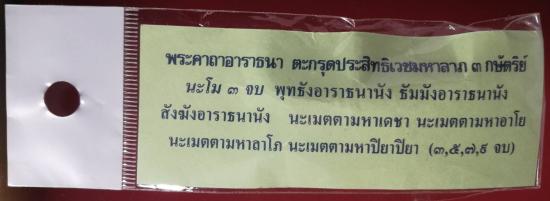 พระคาถาอาราธนา ตะกรุดประสิทธิเวชมหาลาภ ๓ กษัตริย์
นะโม ๓ จบ พุทธังอาราธนานัง ธัมมังอาราธนานัง
สังฆังอาราธนานัง นะเมตตามหาเดชา นะเมตตามหาอาโย
นะเมตตามหาลาโภ นะเมตตามหาปิยาปิยา (๓,๕,๗,๙ จบ)